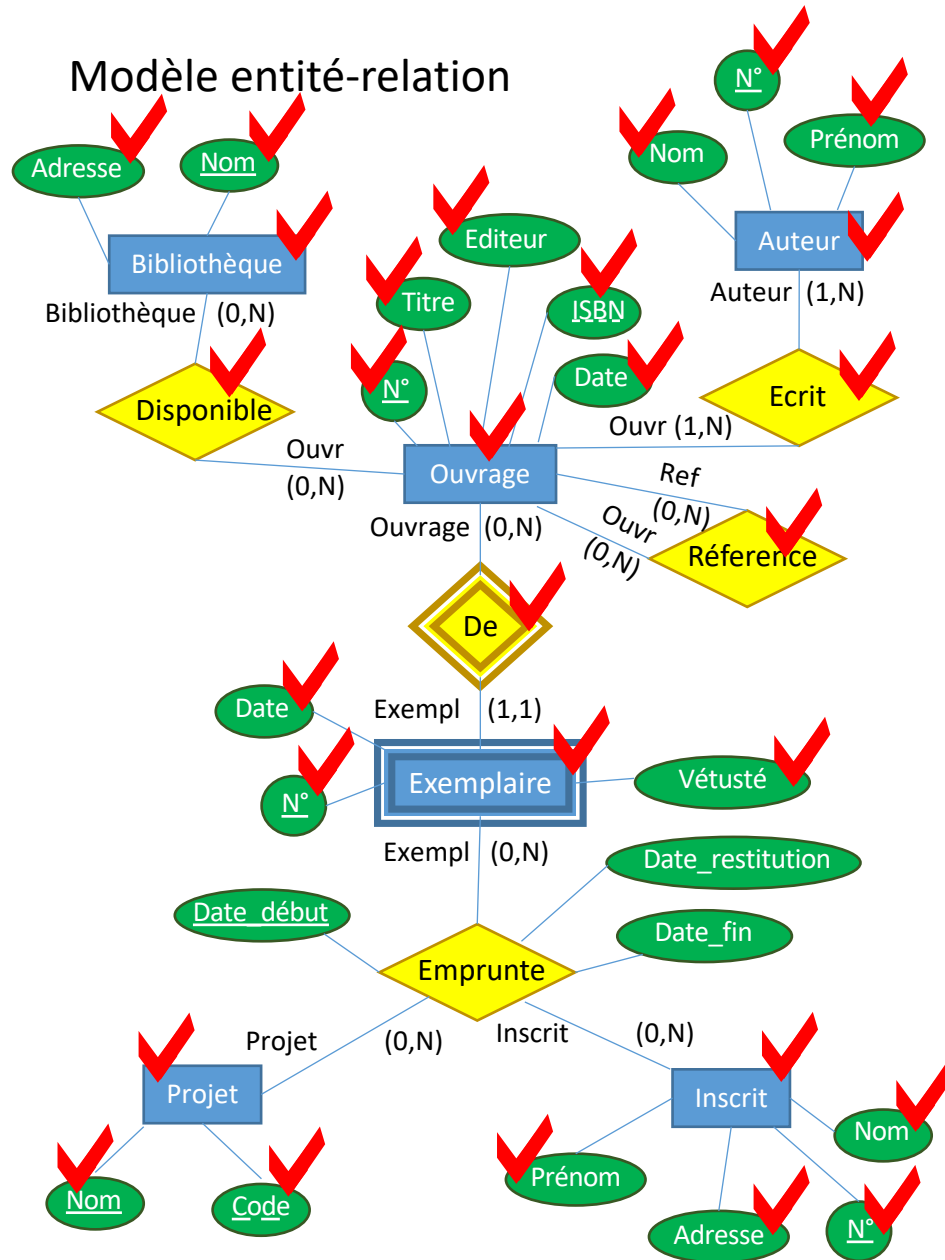 Modèle entité-relation
N°
Adresse
Nom
Nom
Prénom
Bibliothèque
Editeur
Auteur
Bibliothèque (0,N)
Titre
ISBN
Auteur (1,N)
N°
Date
Disponible
Ecrit
Ouvr
(0,N)
Ouvr (1,N)
Ouvrage
Ref
(0,N)
Ouvrage (0,N)
Ouvr
(0,N)
Réference
De
Date
Exempl (1,1)
N°
Exemplaire
Vétusté
Exempl (0,N)
Date_restitution
Date_début
Date_fin
Emprunte
Projet (0,N)
Inscrit (0,N)
Projet
Inscrit
Nom
Prénom
Nom
Code
Adresse
N°